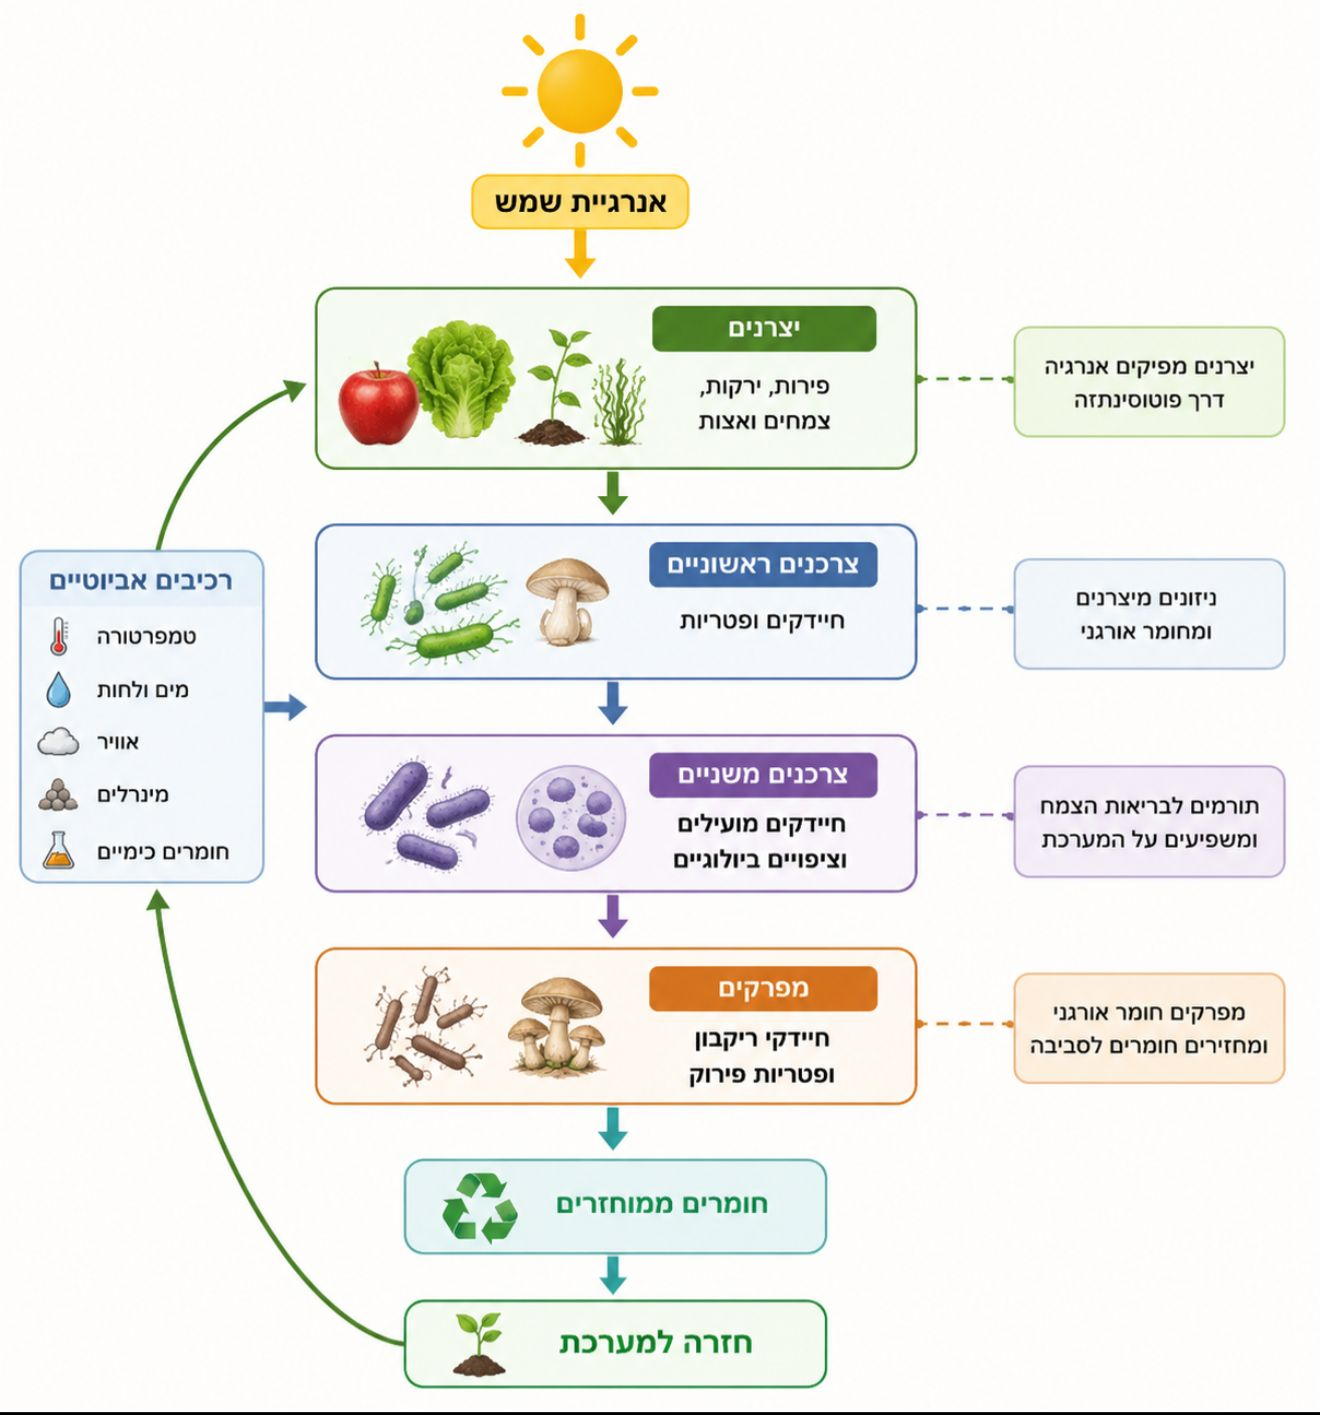 אנרגיית שמש
יצרנים
פירות, ירקות,
צמחים ואצות
יצרנים מפיקים אנרגיה
דרך פוטוסינתזה
צרכנים ראשוניים
חיידקים ופטריות
ניזונים מיצרנים
ומחומר אורגני
רכיבים אביוטיים
טמפרטורה
מים ולחות
אוויר
מינרלים
חומרים כימיים
צרכנים משניים
חיידקים מועילים
וציפויים ביולוגיים
תורמים לבריאות הצמח
ומשפיעים על המערכת
מפרקים
חיידקי ריקבון
ופטריות פירוק
מפרקים חומר אורגני
ומחזירים חומרים לסביבה
חומרים ממוחזרים
חזרה למערכת